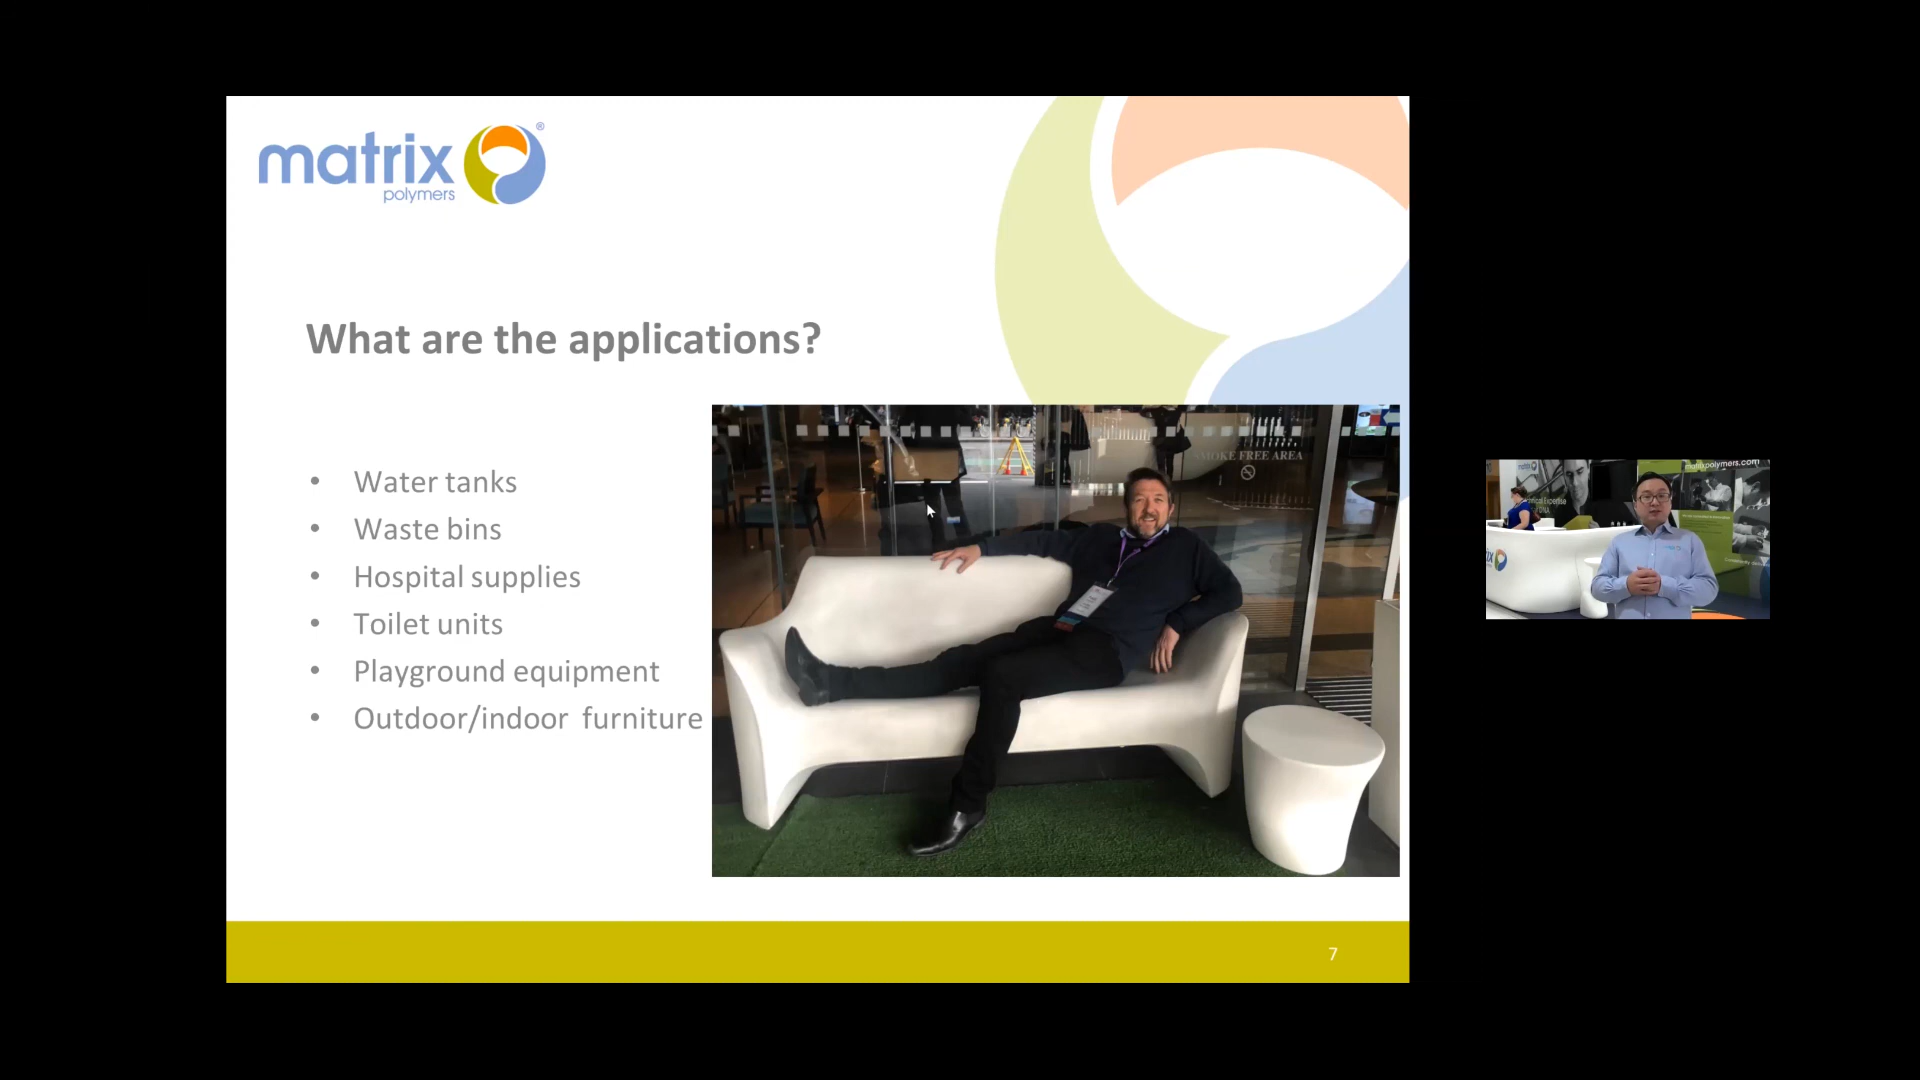 matrix
polymers
®
What are the applications?
• Water tanks
• Waste bins
• Hospital supplies
• Toilet units
• Playground equipment
• Outdoor/indoor furniture
SMOKE FREE AREA
7
matrixpolymers.com